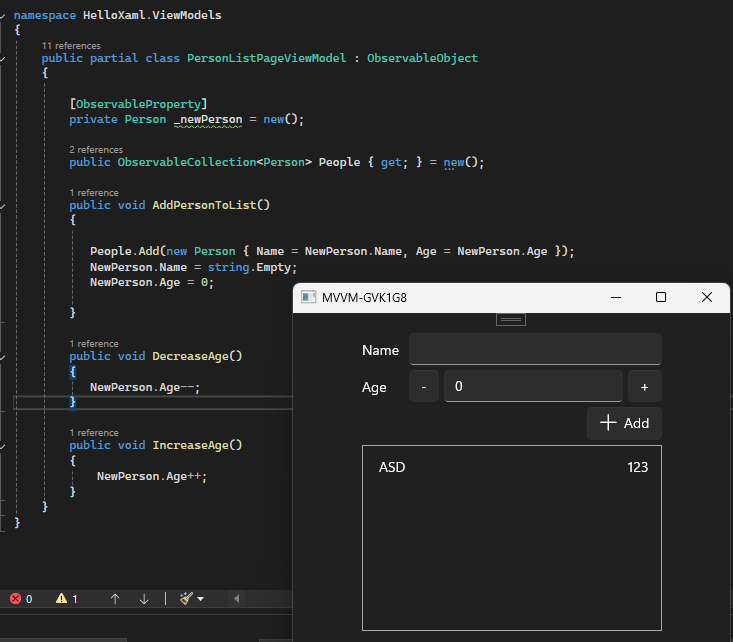 namespace HelloXaml.ViewModels
{
11 references
public partial class PersonListPageViewModel : ObservableObject
{
[ObservableProperty]
private Person _newPerson = new();
2 references
public ObservableCollection<Person> People { get; } = new();
1 reference
public void AddPersonToList()
{
People.Add(new Person { Name = NewPerson.Name, Age = NewPerson.Age });
NewPerson.Name = string.Empty;
NewPerson.Age = 0;
}
1 reference
public void DecreaseAge()
{
NewPerson.Age--;
}
1 reference
public void IncreaseAge()
{
NewPerson.Age++;
}
}
}
0 1
MVVM-GVK1G8
Name
Age - 0 +
Add
ASD 123